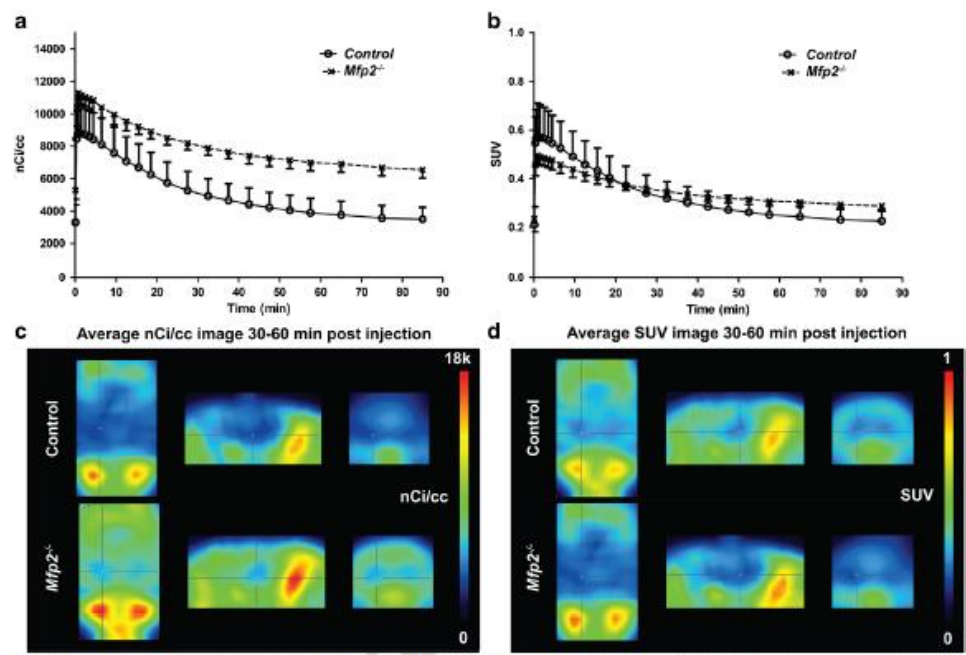 a
14000
12000
10000
8000
6000
4000
2000
0
nCi/cc
0 10 20 30 40 50 60 70 80 90
Time (min)
Control
Mfp2-/-
b
1.0
0.8
0.6
0.4
0.2
0.0
SUV
0 10 20 30 40 50 60 70 80 90
Time (min)
Control
Mfp2-/-
c Average nCi/cc image 30-60 min post injection
18k
Control
nCi/cc
Mfp2-/-
0
d Average SUV image 30-60 min post injection
1
Control
SUV
Mfp2-/-
0